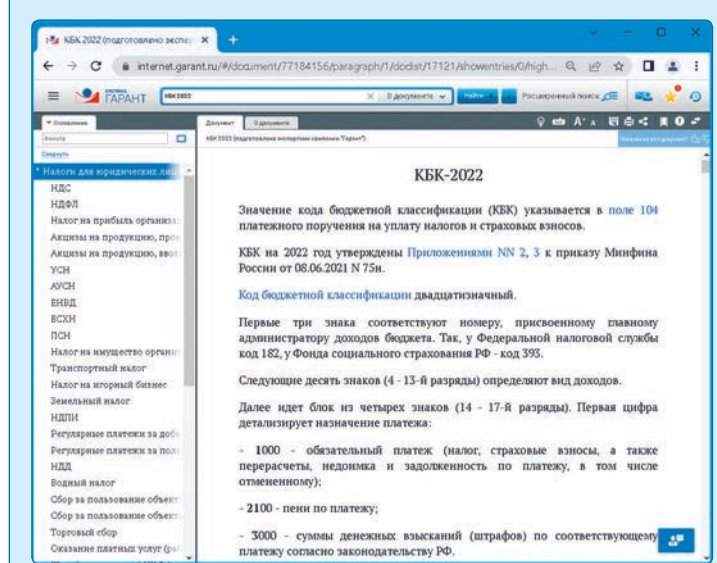 КБК 2022 (подготовлено экспер
internet.garant.ru/#/document/77184156/paragraph/1/doclist/17121/showentries/0/high...
система
ГАРАНТ
КБК 2022
В документе
Найти
Расширенный поиск
Оглавление
Документ
Фильтр
КБК 2022 (подготовлено экспертами компании "Гарант")
Свернуть
Налоги для юридических лиц
НДС
НДФЛ
Налог на прибыль организац
Акцизы на продукцию, прои
Акцизы на продукцию, ввоз
УСН
АУСН
ЕНВД
ЕСХН
ПСН
Налог на имущество организ
Транспортный налог
Налог на игорный бизнес
Земельный налог
НДПИ
Регулярные платежи за добы
Регулярные платежи за поль
НДД
Водный налог
Сбор за пользование объект
Сбор за пользование объект
Торговый сбор
Оказание платных услуг (ра
КБК-2022
Значение кода бюджетной классификации (КБК) указывается в поле 104
платежного поручения на уплату налогов и страховых взносов.
КБК на 2022 год утверждены Приложениями NN 2, 3 к приказу Минфина
России от 08.06.2021 N 75н.
Код бюджетной классификации двадцатизначный.
Первые три знака соответствуют номеру, присвоенному главному
администратору доходов бюджета. Так, у Федеральной налоговой службы
код 182, у Фонда социального страхования РФ - код 393.
Следующие десять знаков (4 - 13-й разряды) определяют вид доходов.
Далее идет блок из четырех знаков (14 - 17-й разряды). Первая цифра
детализирует назначение платежа:
- 1000 - обязательный платеж (налог, страховые взносы, а также
перерасчеты, недоимка и задолженность по платежу, в том числе
отмененному);
- 2100 - пени по платежу;
- 3000 - суммы денежных взысканий (штрафов) по соответствующему
платежу согласно законодательству РФ.